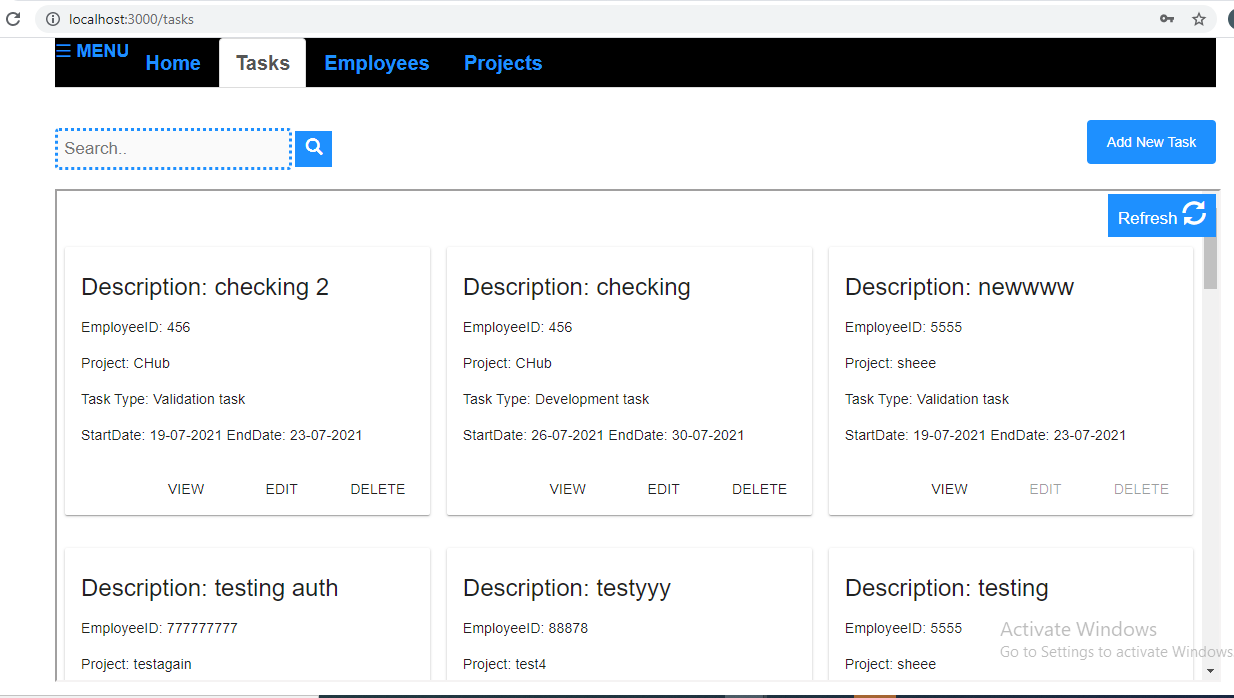 localhost:3000/tasks
☰ MENU Home Tasks Employees Projects
Search..
Add New Task
Refresh
Description: checking 2
EmployeeID: 456
Project: CHub
Task Type: Validation task
StartDate: 19-07-2021 EndDate: 23-07-2021
VIEW EDIT DELETE
Description: checking
EmployeeID: 456
Project: CHub
Task Type: Development task
StartDate: 26-07-2021 EndDate: 30-07-2021
VIEW EDIT DELETE
Description: newwww
EmployeeID: 5555
Project: sheee
Task Type: Validation task
StartDate: 19-07-2021 EndDate: 23-07-2021
VIEW EDIT DELETE
Description: testing auth
EmployeeID: 777777777
Project: testagain
Description: testyyy
EmployeeID: 88878
Project: test4
Description: testing
EmployeeID: 5555
Project: sheee
Activate Windows
Go to Settings to activate Windows